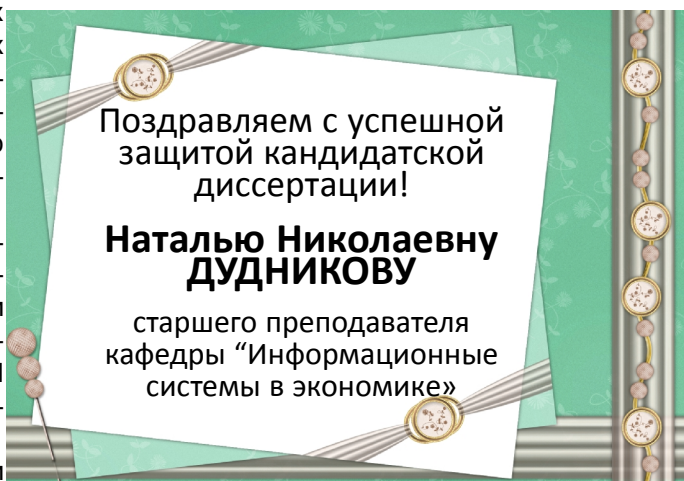 Поздравляем с успешной
защитой кандидатской
диссертации!
Наталью Николаевну
ДУДНИКОВУ
старшего преподавателя
кафедры “Информационные
системы в экономике»